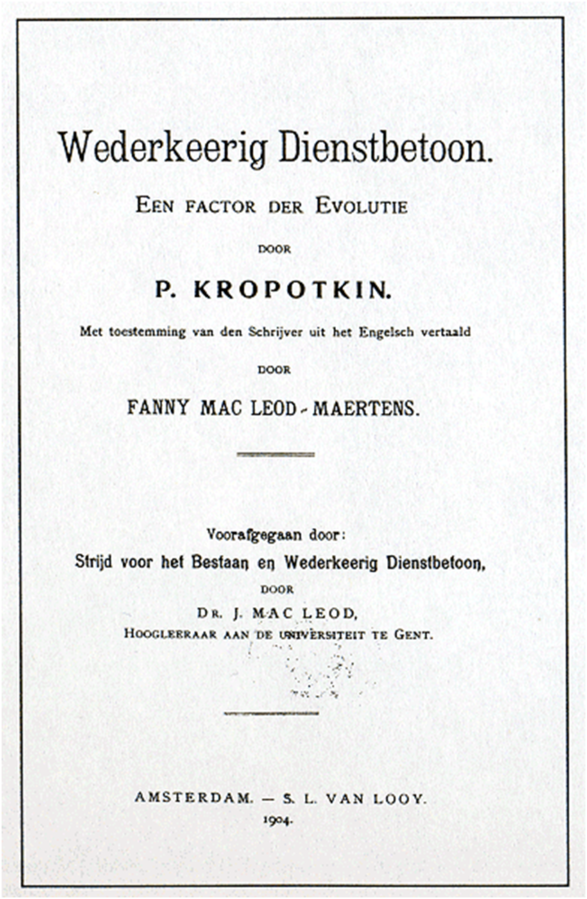 Wederkeerig Dienstbetoon.
EEN FACTOR DER EVOLUTIE
DOOR
P. KROPOTKIN.
Met toestemming van den Schrijver uit het Engelsch vertaald
DOOR
FANNY MAC LEOD-MAERTENS.
Voorafgegaan door:
Strijd voor het Bestaan en Wederkeerig Dienstbetoon,
DOOR
DR. J. MAC LEOD,
HOOGLEERAAR AAN DE UNIVERSITEIT TE GENT.
AMSTERDAM. — S. L. VAN LOOY.
1904.